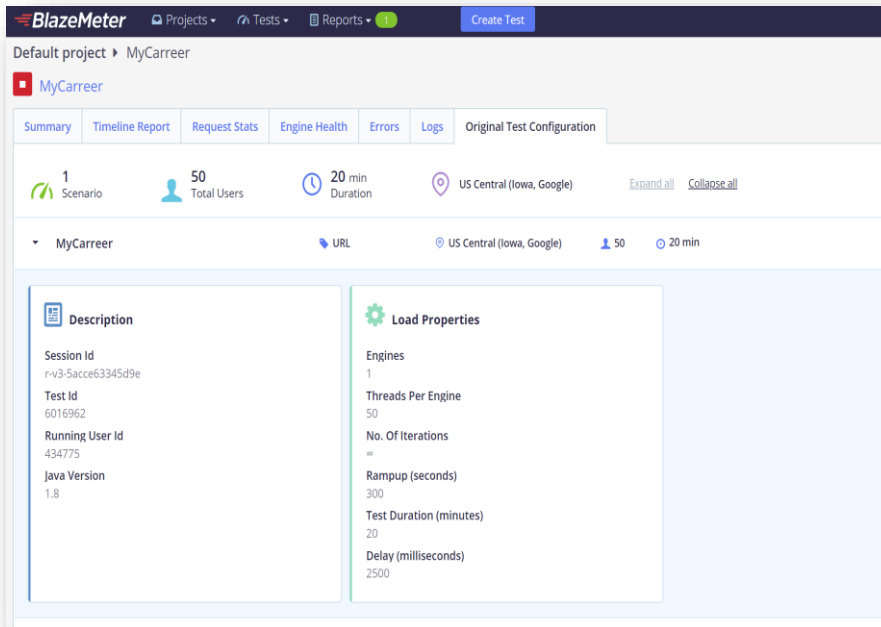 BlazeMeter Projects Tests Reports 1 Create Test
Default project MyCarreer
MyCarreer
Summary Timeline Report Request Stats Engine Health Errors Logs Original Test Configuration
1 50 20 min
Scenario Total Users Duration US Central (Iowa, Google) Expand all Collapse all
MyCarreer URL US Central (Iowa, Google) 50 20 min
Description
Session Id
r-v3-5acce63345d9e
Test Id
6016962
Running User Id
434775
Java Version
1.8
Load Properties
Engines
1
Threads Per Engine
50
No. Of Iterations
∞
Rampup (seconds)
300
Test Duration (minutes)
20
Delay (milliseconds)
2500